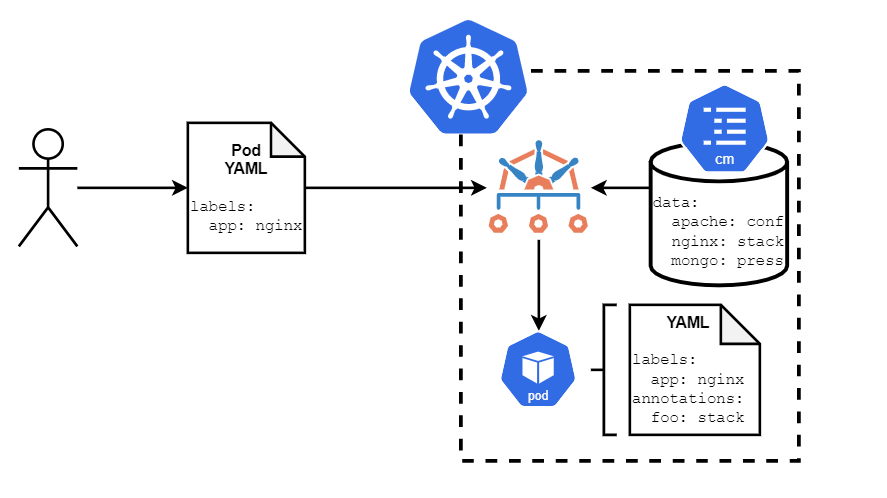 Pod
YAML
labels:
  app: nginx
cm
data:
  apache: conf
  nginx: stack
  mongo: press
pod
YAML
labels:
  app: nginx
annotations:
  foo: stack